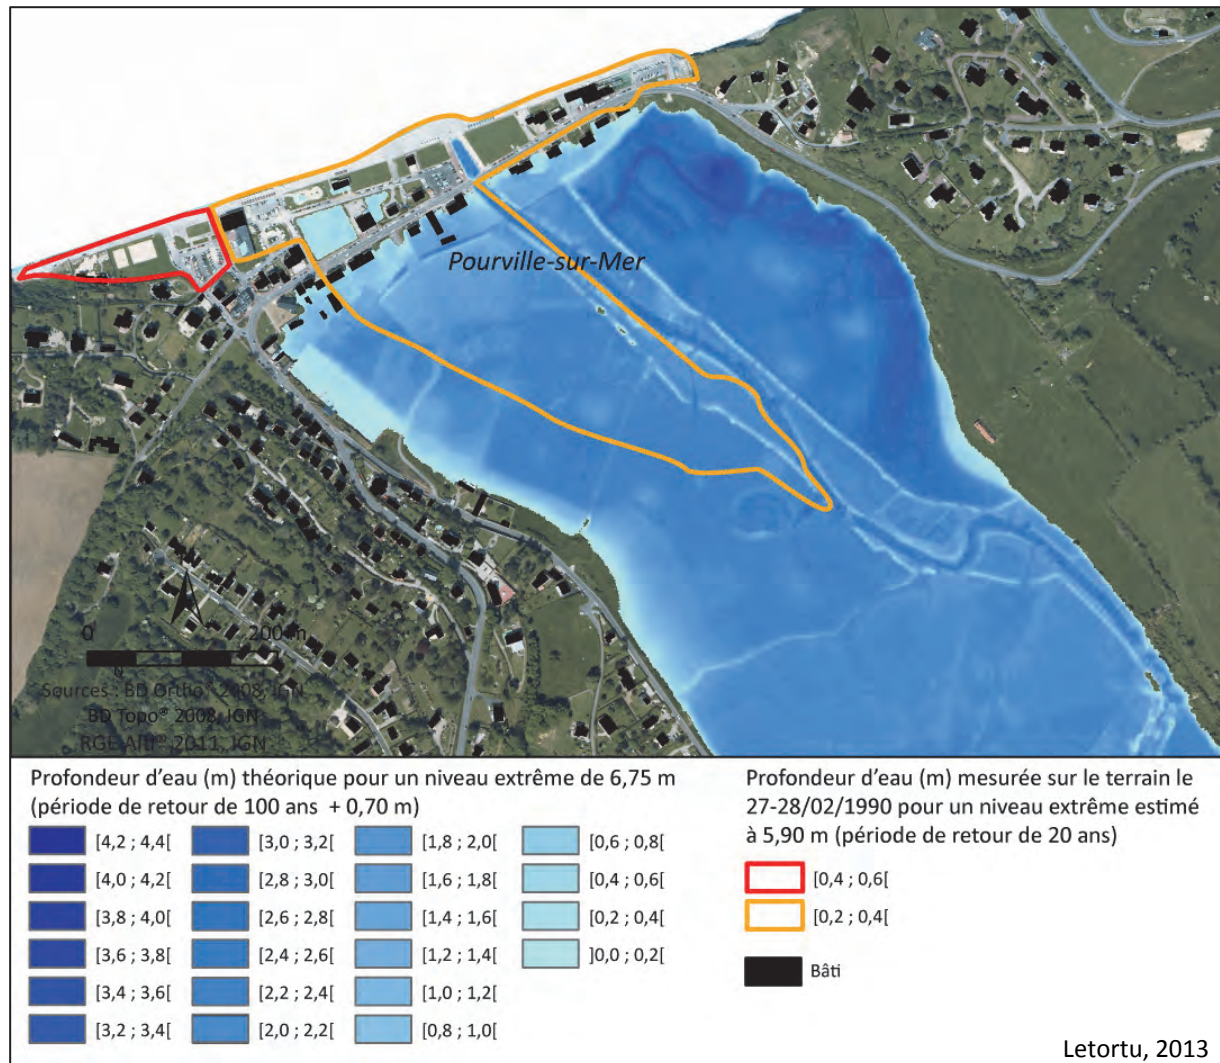 Pourville-sur-Mer
0 200 m
Sources : BD Ortho® 2008, IGN
BD Topo® 2008, IGN
RGE Alti® 2011, IGN
Profondeur d'eau (m) théorique pour un niveau extrême de 6,75 m
(période de retour de 100 ans + 0,70 m)
[4,2 ; 4,4[
[4,0 ; 4,2[
[3,8 ; 4,0[
[3,6 ; 3,8[
[3,4 ; 3,6[
[3,2 ; 3,4[
[3,0 ; 3,2[
[2,8 ; 3,0[
[2,6 ; 2,8[
[2,4 ; 2,6[
[2,2 ; 2,4[
[2,0 ; 2,2[
[1,8 ; 2,0[
[1,6 ; 1,8[
[1,4 ; 1,6[
[1,2 ; 1,4[
[1,0 ; 1,2[
[0,8 ; 1,0[
[0,6 ; 0,8[
[0,4 ; 0,6[
[0,2 ; 0,4[
]0,0 ; 0,2[
Profondeur d'eau (m) mesurée sur le terrain le
27-28/02/1990 pour un niveau extrême estimé
à 5,90 m (période de retour de 20 ans)
[0,4 ; 0,6[
[0,2 ; 0,4[
Bâti
Letortu, 2013